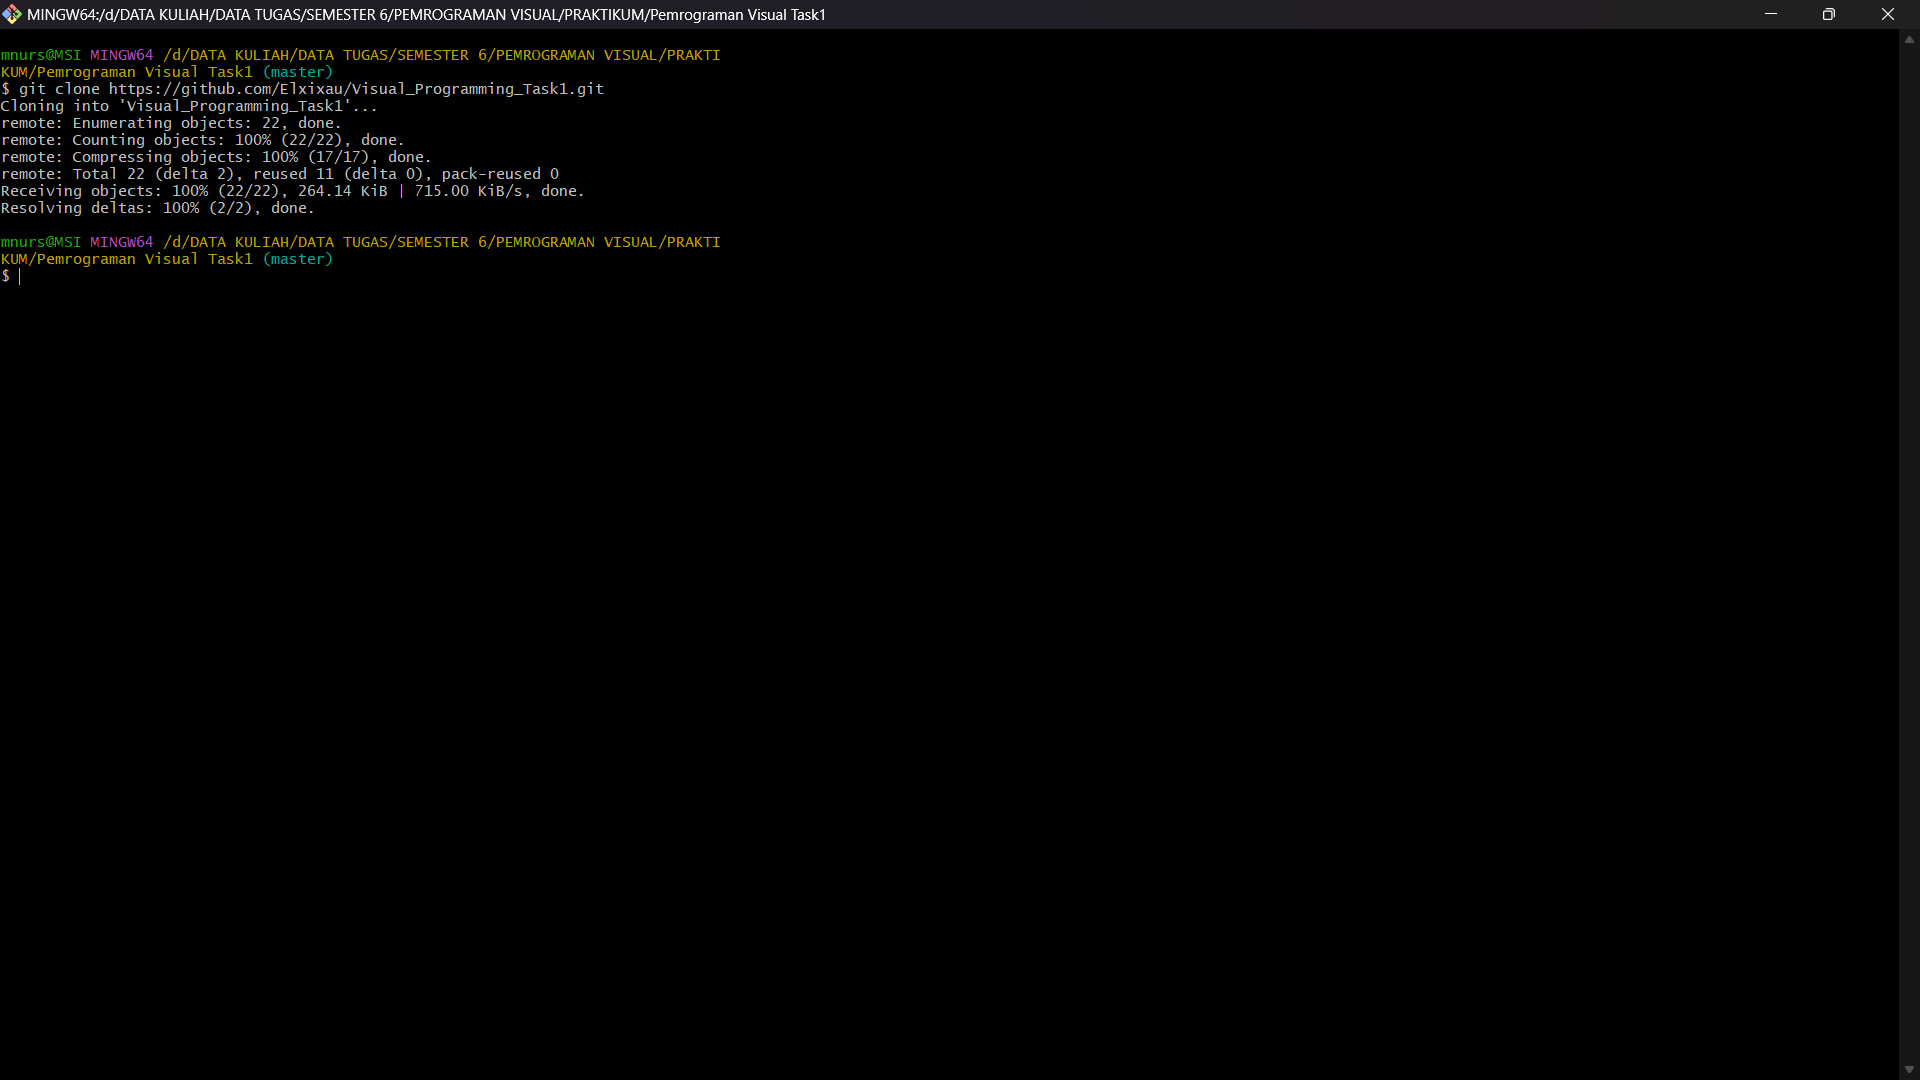 MINGW64:/d/DATA KULIAH/DATA TUGAS/SEMESTER 6/PEMROGRAMAN VISUAL/PRAKTIKUM/Pemrograman Visual Task1
mnurs@MSI MINGW64 /d/DATA KULIAH/DATA TUGAS/SEMESTER 6/PEMROGRAMAN VISUAL/PRAKTI
KUM/Pemrograman Visual Task1 (master)
$ git clone https://github.com/Elxixau/Visual_Programming_Task1.git
Cloning into 'Visual_Programming_Task1'...
remote: Enumerating objects: 22, done.
remote: Counting objects: 100% (22/22), done.
remote: Compressing objects: 100% (17/17), done.
remote: Total 22 (delta 2), reused 11 (delta 0), pack-reused 0
Receiving objects: 100% (22/22), 264.14 KiB | 715.00 KiB/s, done.
Resolving deltas: 100% (2/2), done.
mnurs@MSI MINGW64 /d/DATA KULIAH/DATA TUGAS/SEMESTER 6/PEMROGRAMAN VISUAL/PRAKTI
KUM/Pemrograman Visual Task1 (master)
$